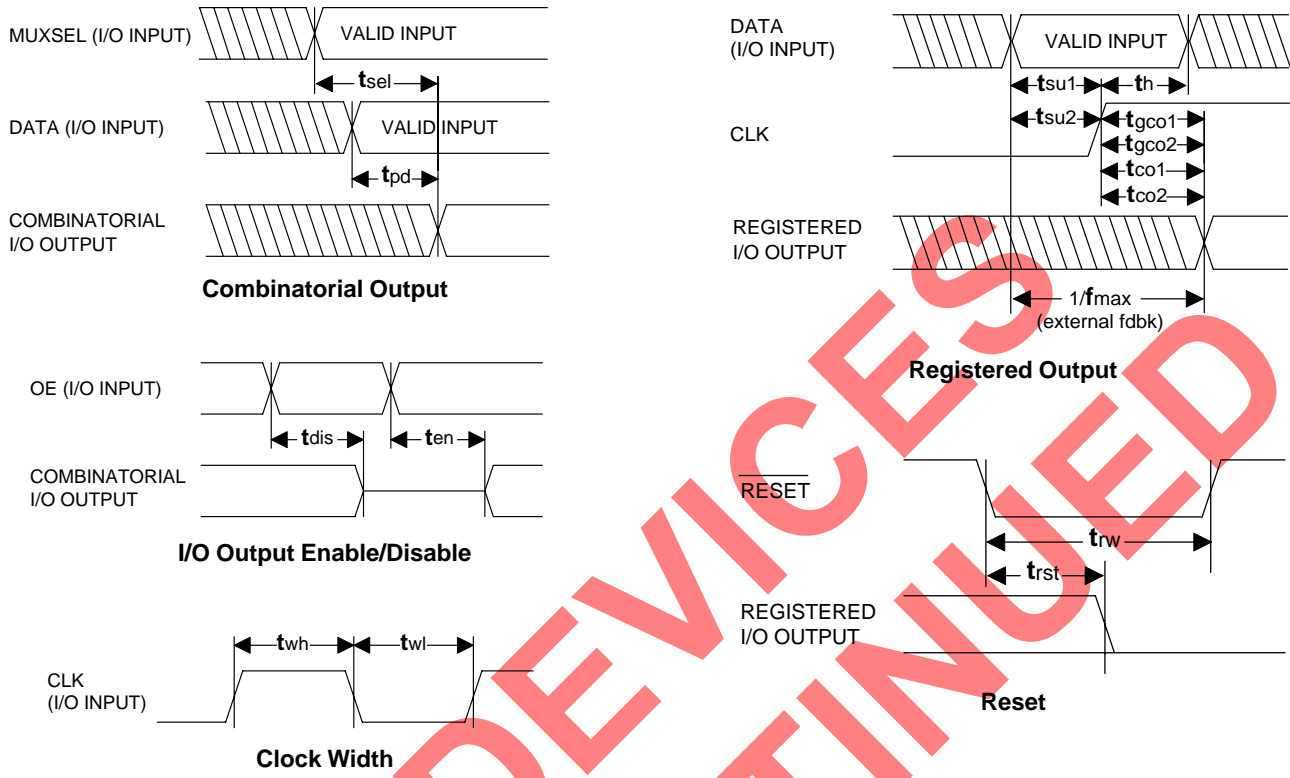 MUXSEL (I/O INPUT)
VALID INPUT
tsel
DATA (I/O INPUT)
VALID INPUT
tpd
COMBINATORIAL
I/O OUTPUT
Combinatorial Output
OE (I/O INPUT)
tdis
ten
COMBINATORIAL
I/O OUTPUT
I/O Output Enable/Disable
twh
twl
CLK
(I/O INPUT)
Clock Width
DATA
(I/O INPUT)
VALID INPUT
tsu1
th
tsu2
tgco1
CLK
tgco2
tco1
tco2
REGISTERED
I/O OUTPUT
1/fmax
(external fdbk)
Registered Output
RESET
trw
trst
REGISTERED
I/O OUTPUT
Reset
DEVICES
TINUED